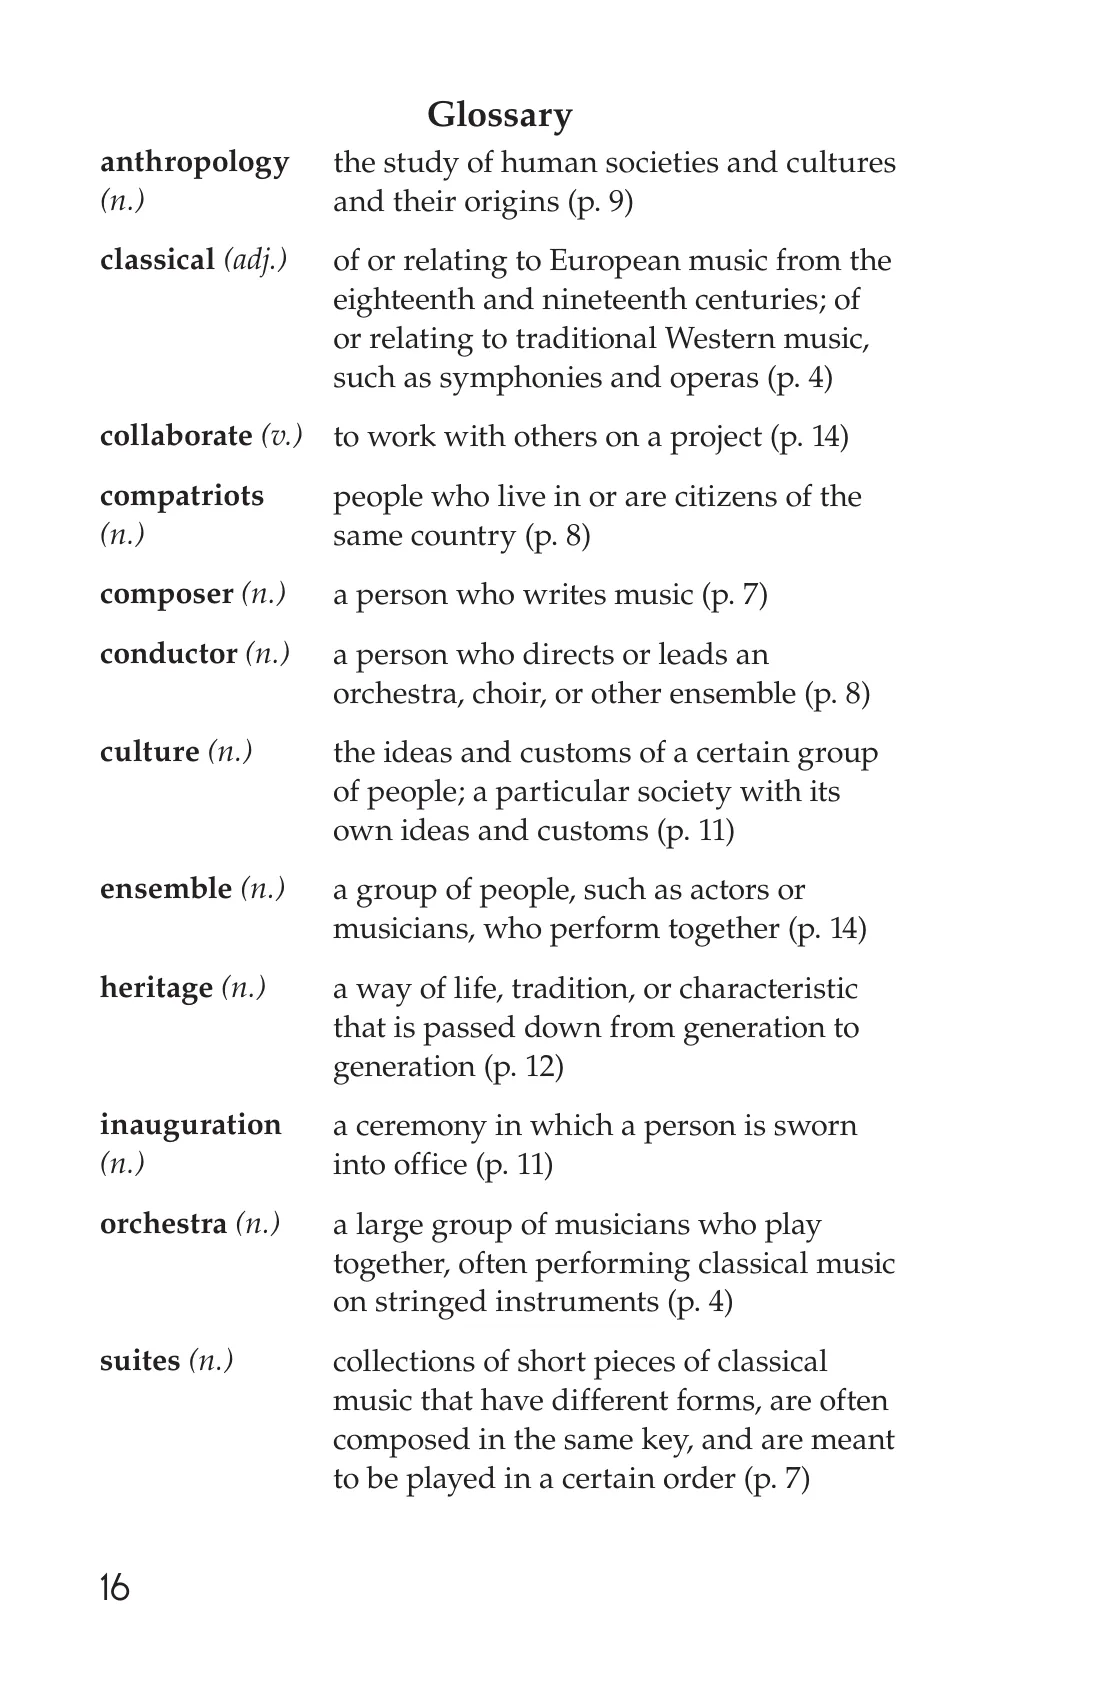 Glossary
anthropology the study of human societies and cultures
(n.) and their origins (p. 9)
classical (adj.) of or relating to European music from the
eighteenth and nineteenth centuries; of
or relating to traditional Western music,
such as symphonies and operas (p. 4)
collaborate (v.) to work with others on a project (p. 14)
compatriots people who live in or are citizens of the
(n.) same country (p. 8)
composer (n.) a person who writes music (p. 7)
conductor (n.) a person who directs or leads an
orchestra, choir, or other ensemble (p. 8)
culture (n.) the ideas and customs of a certain group
of people; a particular society with its
own ideas and customs (p. 11)
ensemble (n.) a group of people, such as actors or
musicians, who perform together (p. 14)
heritage (n.) a way of life, tradition, or characteristic
that is passed down from generation to
generation (p. 12)
inauguration a ceremony in which a person is sworn
(n.) into office (p. 11)
orchestra (n.) a large group of musicians who play
together, often performing classical music
on stringed instruments (p. 4)
suites (n.) collections of short pieces of classical
music that have different forms, are often
composed in the same key, and are meant
to be played in a certain order (p. 7)
16